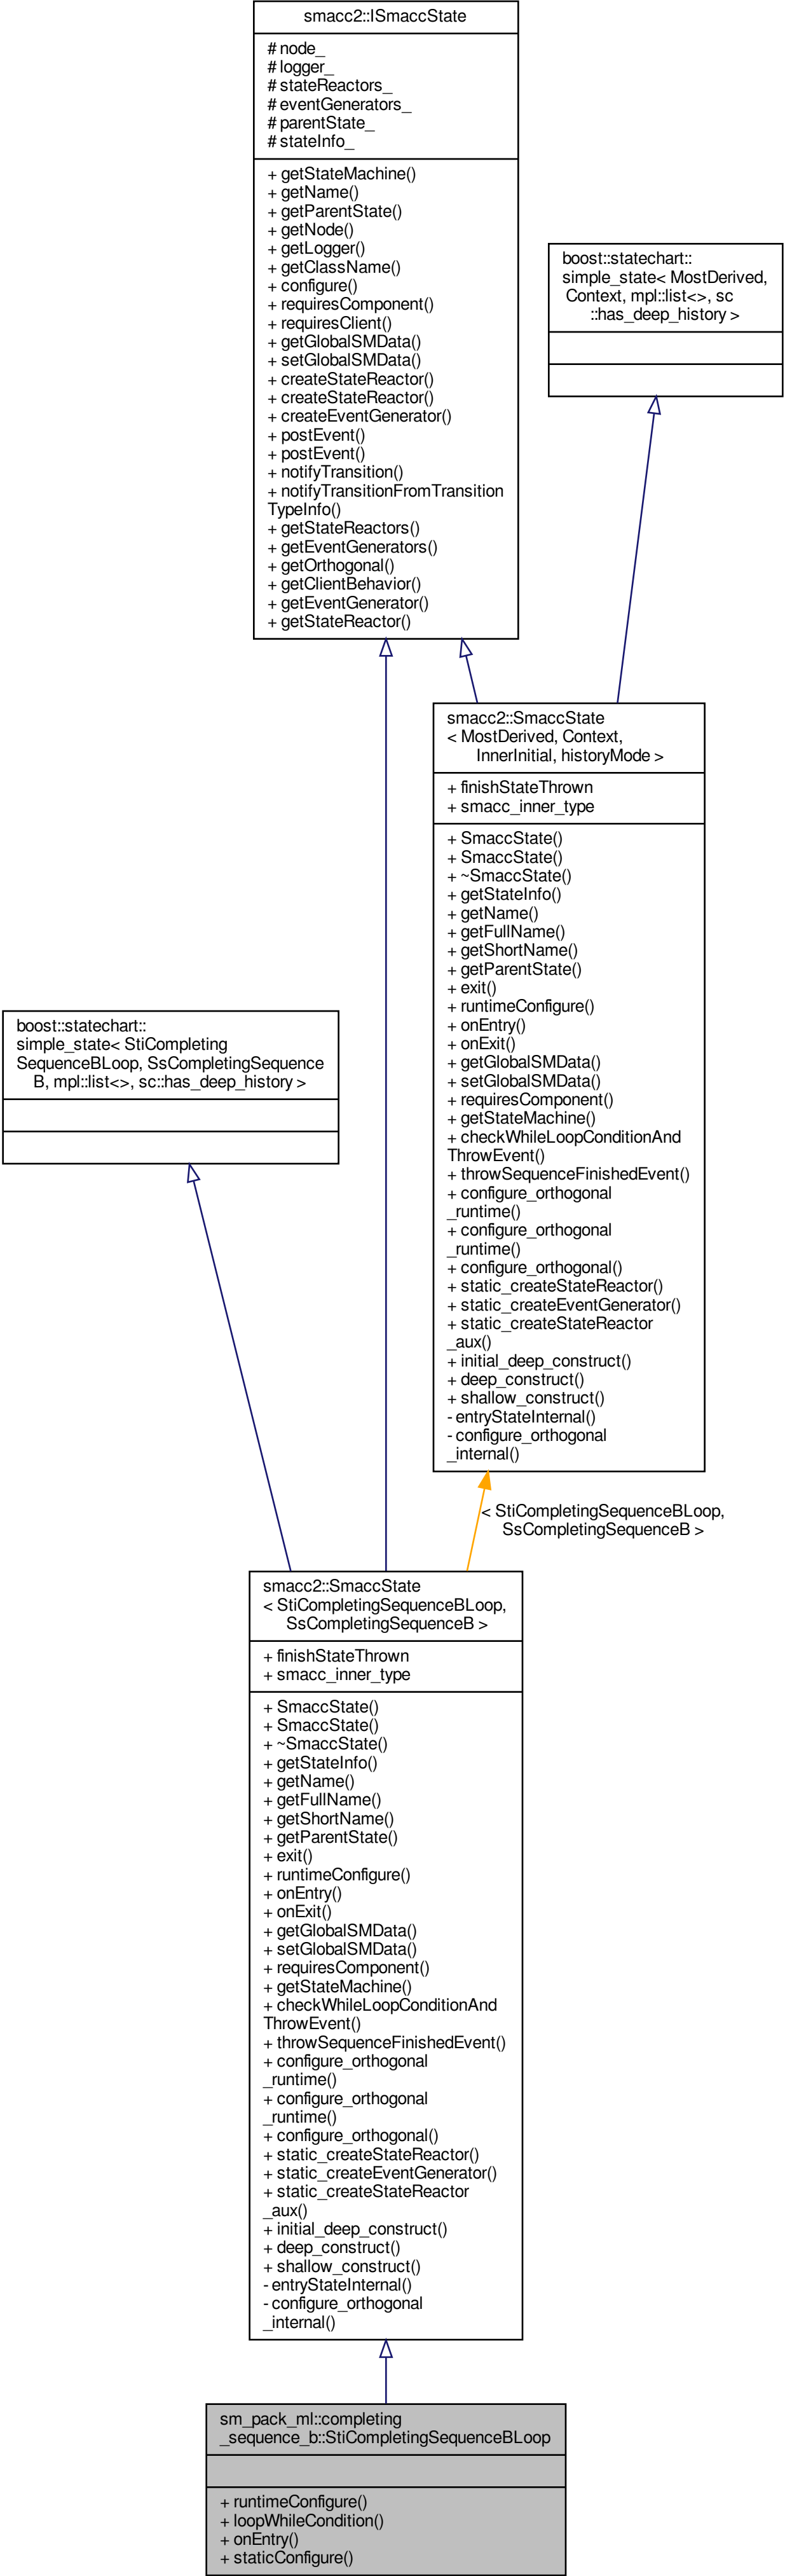 smacc2::ISmaccState
# node_
# logger_
# stateReactors_
# eventGenerators_
# parentState_
# stateInfo_
+ getStateMachine()
+ getName()
+ getParentState()
+ getNode()
+ getLogger()
+ getClassName()
+ configure()
+ requiresComponent()
+ requiresClient()
+ getGlobalSMData()
+ setGlobalSMData()
+ createStateReactor()
+ createStateReactor()
+ createEventGenerator()
+ postEvent()
+ postEvent()
+ notifyTransition()
+ notifyTransitionFromTransition
TypeInfo()
+ getStateReactors()
+ getEventGenerators()
+ getOrthogonal()
+ getClientBehavior()
+ getEventGenerator()
+ getStateReactor()
boost::statechart::
simple_state< MostDerived,
Context, mpl::list<>, sc
::has_deep_history >
smacc2::SmaccState
< MostDerived, Context,
InnerInitial, historyMode >
+ finishStateThrown
+ smacc_inner_type
+ SmaccState()
+ SmaccState()
+ ~SmaccState()
+ getStateInfo()
+ getName()
+ getFullName()
+ getShortName()
+ getParentState()
+ exit()
+ runtimeConfigure()
+ onEntry()
+ onExit()
+ getGlobalSMData()
+ setGlobalSMData()
+ requiresComponent()
+ getStateMachine()
+ checkWhileLoopConditionAnd
ThrowEvent()
+ throwSequenceFinishedEvent()
+ configure_orthogonal
_runtime()
+ configure_orthogonal
_runtime()
+ configure_orthogonal()
+ static_createStateReactor()
+ static_createEventGenerator()
+ static_createStateReactor
_aux()
+ initial_deep_construct()
+ deep_construct()
+ shallow_construct()
- entryStateInternal()
- configure_orthogonal
_internal()
boost::statechart::
simple_state< StiCompleting
SequenceBLoop, SsCompletingSequence
B, mpl::list<>, sc::has_deep_history >
< StiCompletingSequenceBLoop,
SsCompletingSequenceB >
smacc2::SmaccState
< StiCompletingSequenceBLoop,
SsCompletingSequenceB >
+ finishStateThrown
+ smacc_inner_type
+ SmaccState()
+ SmaccState()
+ ~SmaccState()
+ getStateInfo()
+ getName()
+ getFullName()
+ getShortName()
+ getParentState()
+ exit()
+ runtimeConfigure()
+ onEntry()
+ onExit()
+ getGlobalSMData()
+ setGlobalSMData()
+ requiresComponent()
+ getStateMachine()
+ checkWhileLoopConditionAnd
ThrowEvent()
+ throwSequenceFinishedEvent()
+ configure_orthogonal
_runtime()
+ configure_orthogonal
_runtime()
+ configure_orthogonal()
+ static_createStateReactor()
+ static_createEventGenerator()
+ static_createStateReactor
_aux()
+ initial_deep_construct()
+ deep_construct()
+ shallow_construct()
- entryStateInternal()
- configure_orthogonal
_internal()
sm_pack_ml::completing
_sequence_b::StiCompletingSequenceBLoop
+ runtimeConfigure()
+ loopWhileCondition()
+ onEntry()
+ staticConfigure()